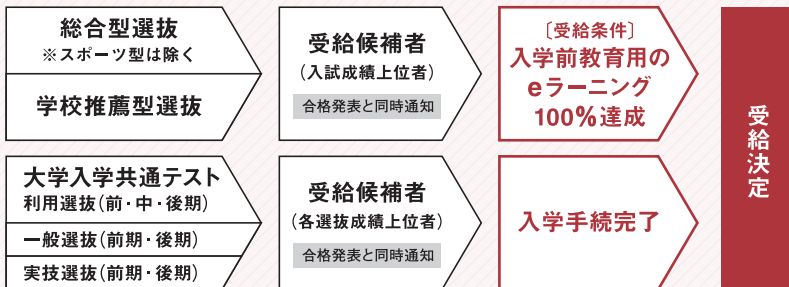 総合型選抜
※スポーツ型は除く
学校推薦型選抜
受給候補者
(入試成績上位者)
合格発表と同時通知
〔受給条件〕
入学前教育用の
eラーニング
100%達成
大学入学共通テスト
利用選抜(前・中・後期)
一般選抜(前期・後期)
実技選抜(前期・後期)
受給候補者
(各選抜成績上位者)
合格発表と同時通知
入学手続完了
受給決定